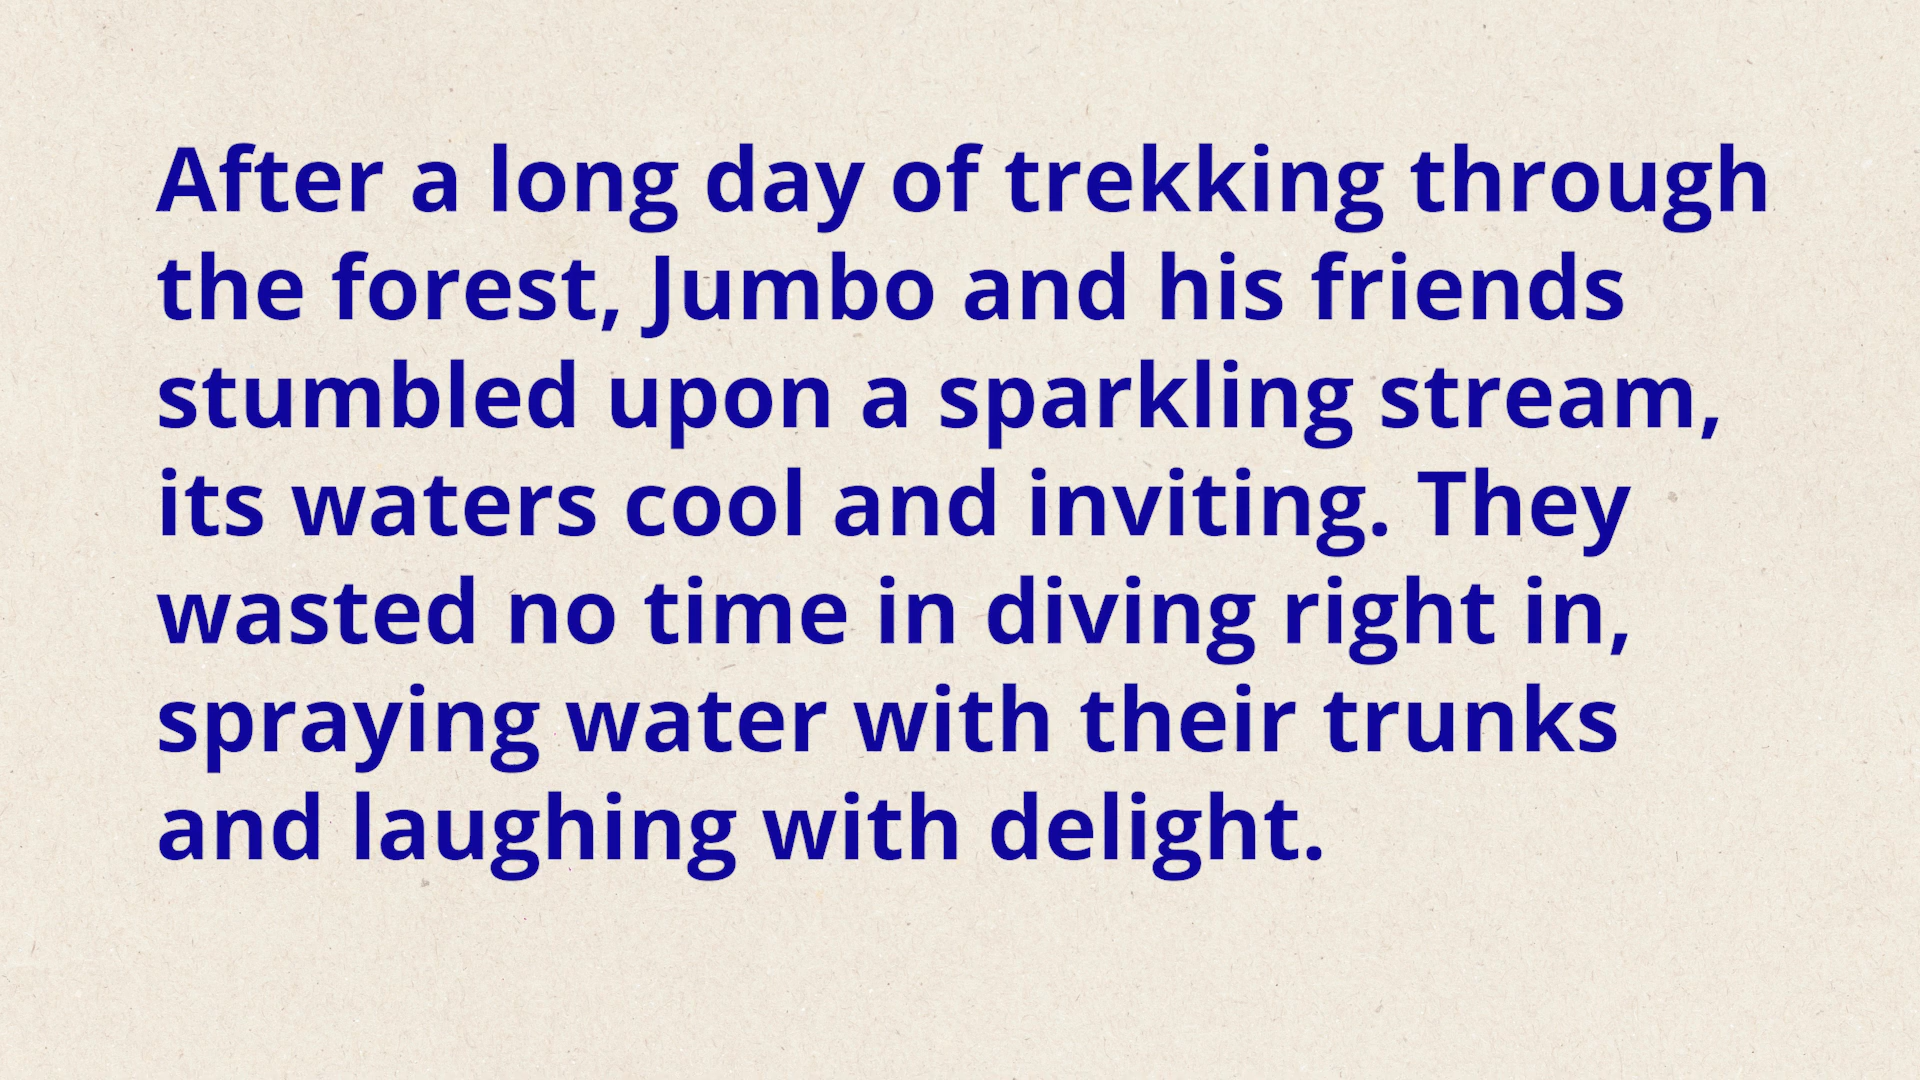 After a long day of trekking through
the forest, Jumbo and his friends
stumbled upon a sparkling stream,
its waters cool and inviting. They
wasted no time in diving right in,
spraying water with their trunks
and laughing with delight.